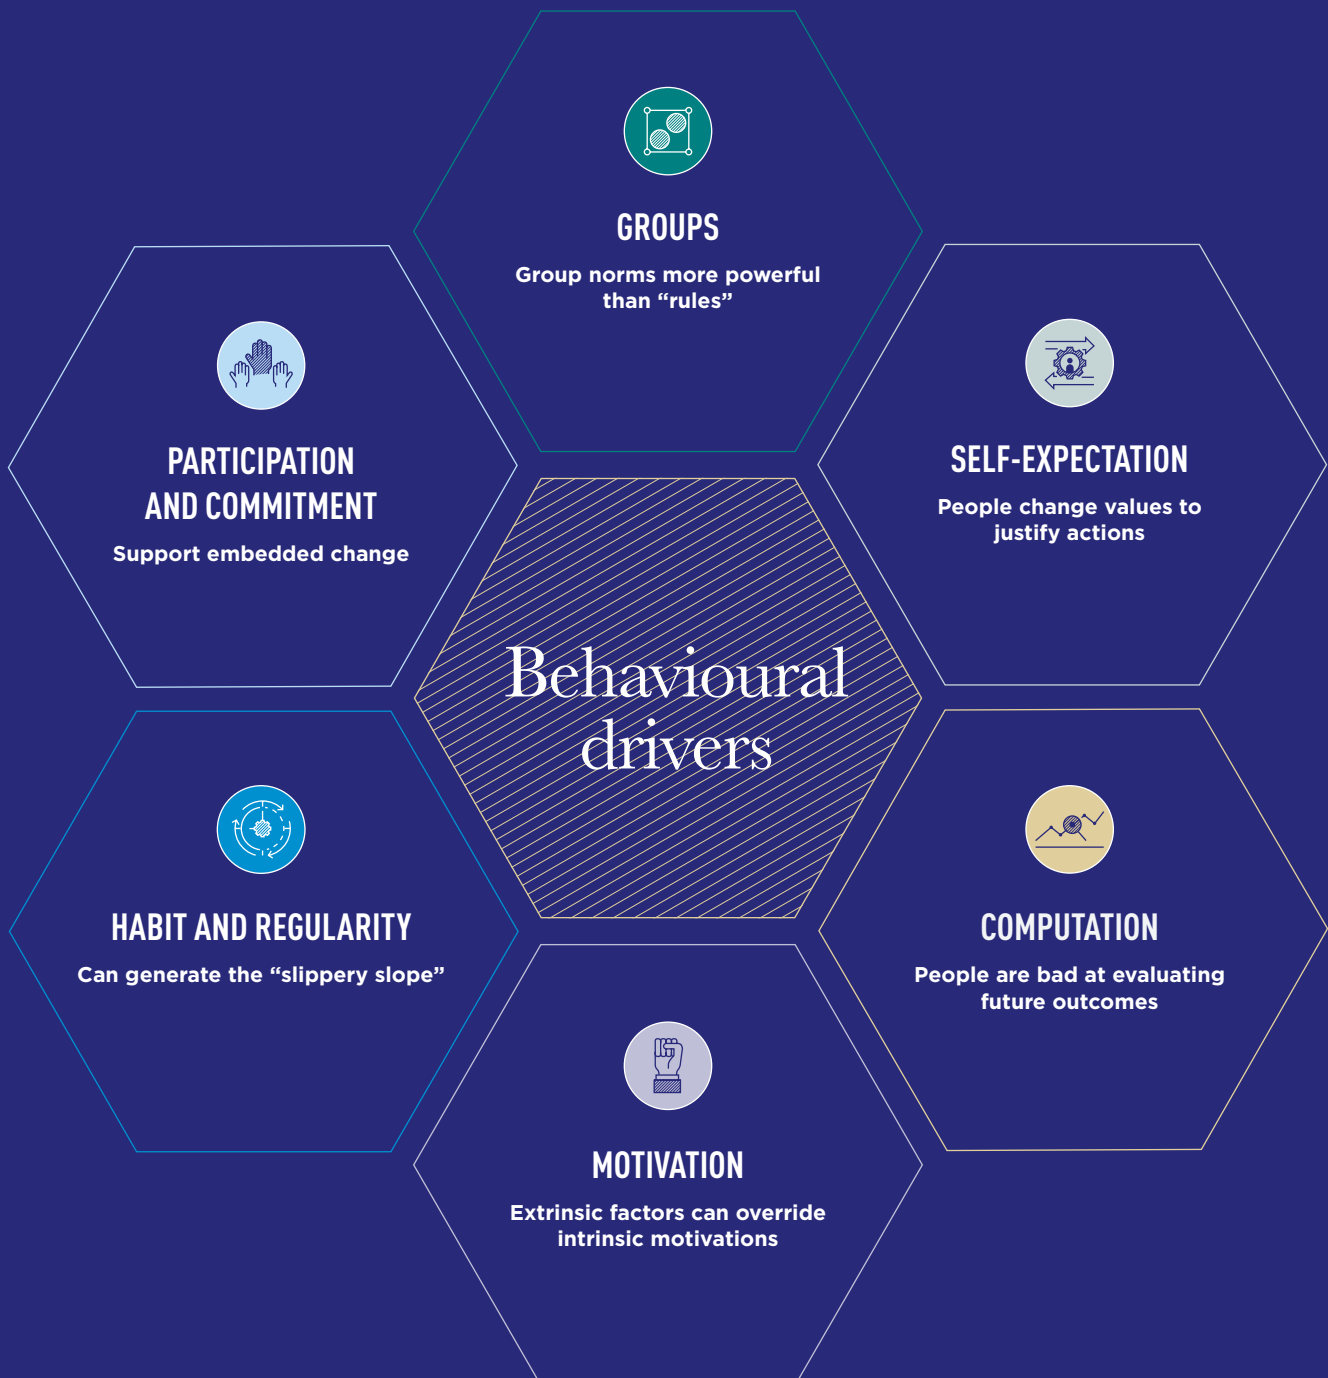 GROUPS
Group norms more powerful
than “rules”
PARTICIPATION
AND COMMITMENT
Support embedded change
SELF-EXPECTATION
People change values to
justify actions
Behavioural
drivers
HABIT AND REGULARITY
Can generate the “slippery slope”
COMPUTATION
People are bad at evaluating
future outcomes
MOTIVATION
Extrinsic factors can override
intrinsic motivations